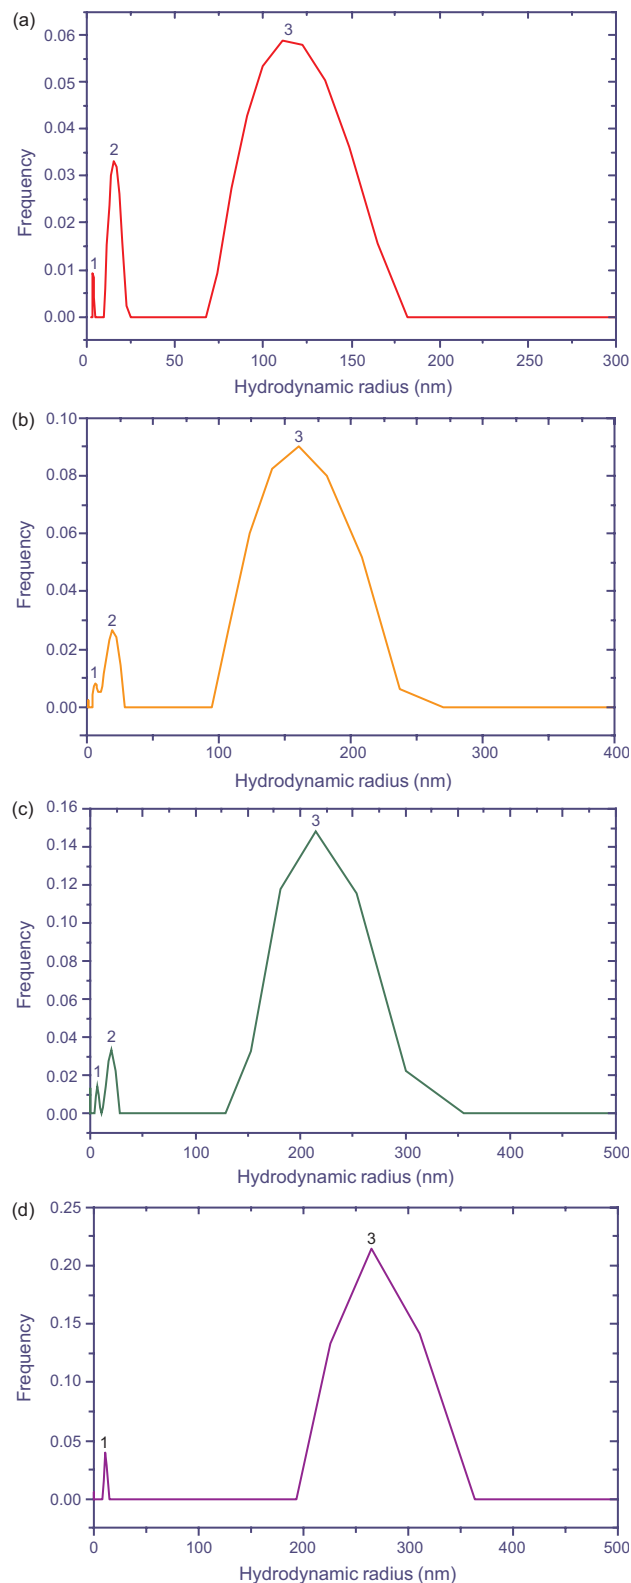 (a)
0.06
0.05
0.04
0.03
0.02
0.01
0.00
Frequency
1
2
3
0 50 100 150 200 250 300
Hydrodynamic radius (nm)
(b)
0.10
0.08
0.06
0.04
0.02
0.00
Frequency
1
2
3
0 100 200 300 400
Hydrodynamic radius (nm)
(c)
0.16
0.14
0.12
0.10
0.08
0.06
0.04
0.02
0.00
Frequency
1
2
3
0 100 200 300 400 500
Hydrodynamic radius (nm)
(d)
0.25
0.20
0.15
0.10
0.05
0.00
Frequency
1
3
0 100 200 300 400 500
Hydrodynamic radius (nm)